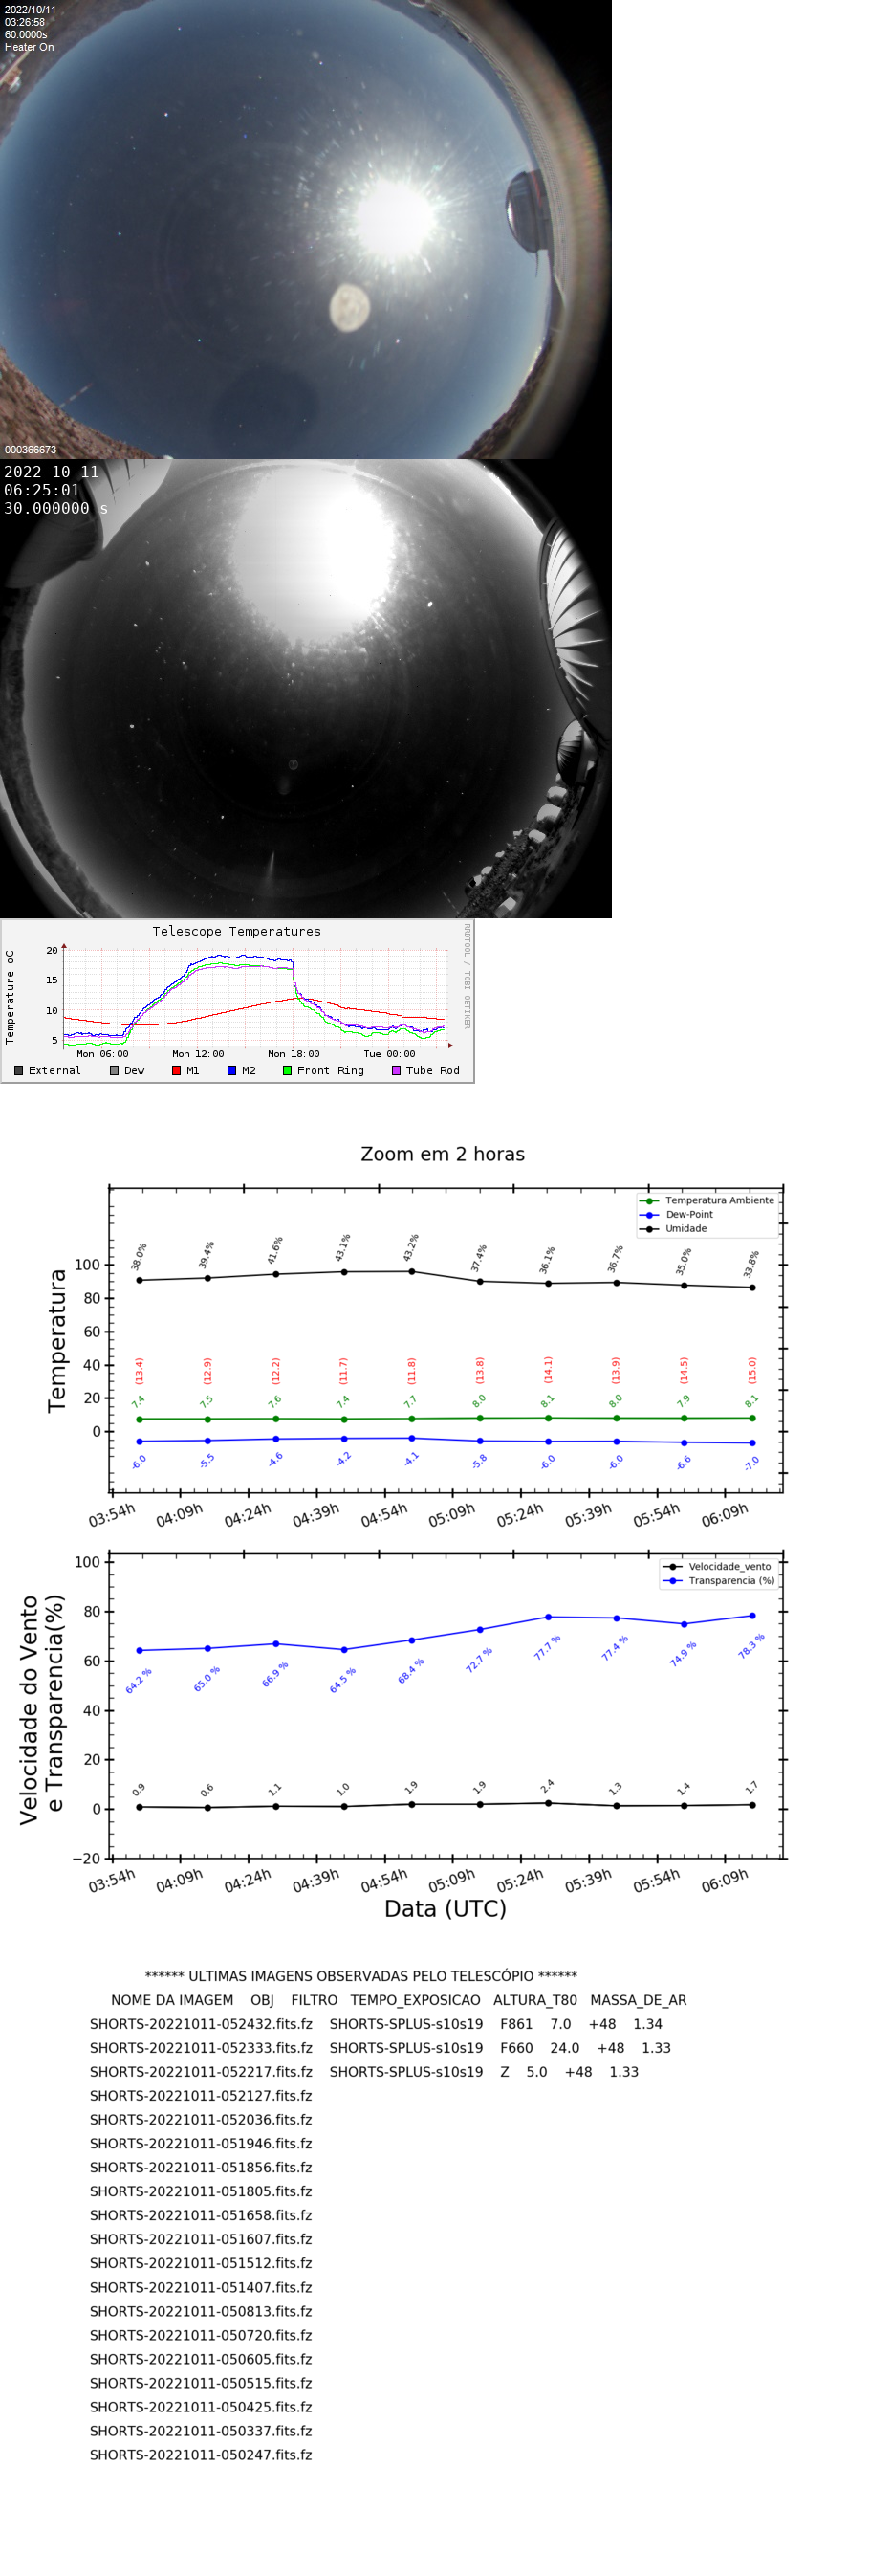 2022/10/11
03:26:58
60.0000s
Heater On
000366673
2022-10-11
06:25:01
30.000000 s
Telescope Temperatures
RRDTOOL / TOBI OETIKER
Temperature oC
20
15
10
5
Mon 06:00 Mon 12:00 Mon 18:00 Tue 00:00
External Dew M1 M2 Front Ring Tube Rod
Zoom em 2 horas
Temperatura Ambiente
Dew-Point
Umidade
Temperatura
100
80
60
40
20
0
38.0% 39.4% 41.6% 43.1% 43.2% 37.4% 36.1% 36.7% 35.0% 33.8%
(13.4) (12.9) (12.2) (11.7) (11.8) (13.8) (14.1) (13.9) (14.5) (15.0)
7.4 7.5 7.6 7.4 7.7 8.0 8.1 8.0 7.9 8.1
-6.0 -5.5 -4.6 -4.2 -4.1 -5.8 -6.0 -6.0 -6.6 -7.0
03:54h 04:09h 04:24h 04:39h 04:54h 05:09h 05:24h 05:39h 05:54h 06:09h
Velocidade_vento
Transparencia (%)
Velocidade do Vento
e Transparencia(%)
100
80
60
40
20
0
−20
64.2 % 65.0 % 66.9 % 64.5 % 68.4 % 72.7 % 77.7 % 77.4 % 74.9 % 78.3 %
0.9 0.6 1.1 1.0 1.9 1.9 2.4 1.3 1.4 1.7
03:54h 04:09h 04:24h 04:39h 04:54h 05:09h 05:24h 05:39h 05:54h 06:09h
Data (UTC)
****** ULTIMAS IMAGENS OBSERVADAS PELO TELESCÓPIO ******
NOME DA IMAGEM OBJ FILTRO TEMPO_EXPOSICAO ALTURA_T80 MASSA_DE_AR
SHORTS-20221011-052432.fits.fz SHORTS-SPLUS-s10s19 F861 7.0 +48 1.34
SHORTS-20221011-052333.fits.fz SHORTS-SPLUS-s10s19 F660 24.0 +48 1.33
SHORTS-20221011-052217.fits.fz SHORTS-SPLUS-s10s19 Z 5.0 +48 1.33
SHORTS-20221011-052127.fits.fz
SHORTS-20221011-052036.fits.fz
SHORTS-20221011-051946.fits.fz
SHORTS-20221011-051856.fits.fz
SHORTS-20221011-051805.fits.fz
SHORTS-20221011-051658.fits.fz
SHORTS-20221011-051607.fits.fz
SHORTS-20221011-051512.fits.fz
SHORTS-20221011-051407.fits.fz
SHORTS-20221011-050813.fits.fz
SHORTS-20221011-050720.fits.fz
SHORTS-20221011-050605.fits.fz
SHORTS-20221011-050515.fits.fz
SHORTS-20221011-050425.fits.fz
SHORTS-20221011-050337.fits.fz
SHORTS-20221011-050247.fits.fz